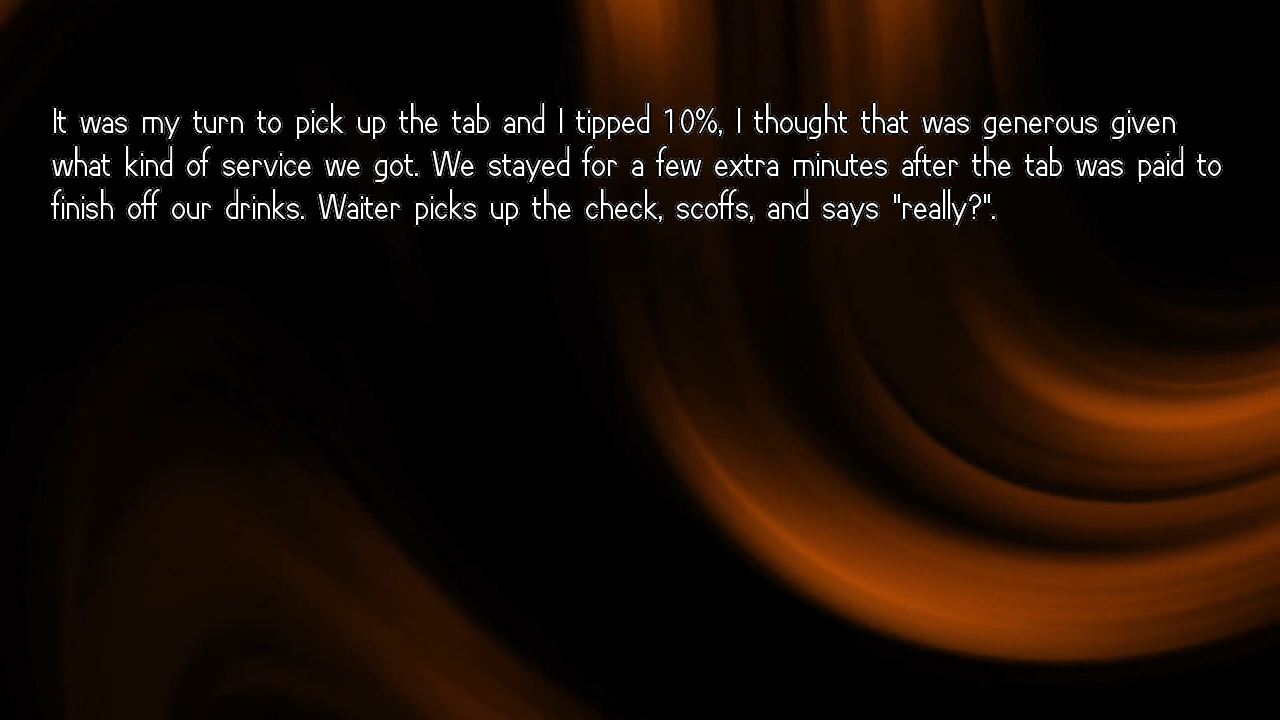 It was my turn to pick up the tab and I tipped 10%, I thought that was generous given
what kind of service we got. We stayed for a few extra minutes after the tab was paid to
finish off our drinks. Waiter picks up the check, scoffs, and says "really?".